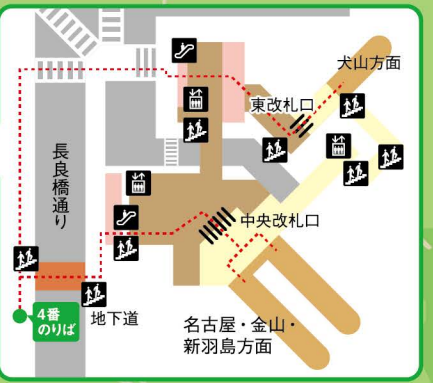 犬山方面
東改札口
長良橋通り
中央改札口
4番
のりば
地下道
名古屋・金山・
新羽島方面